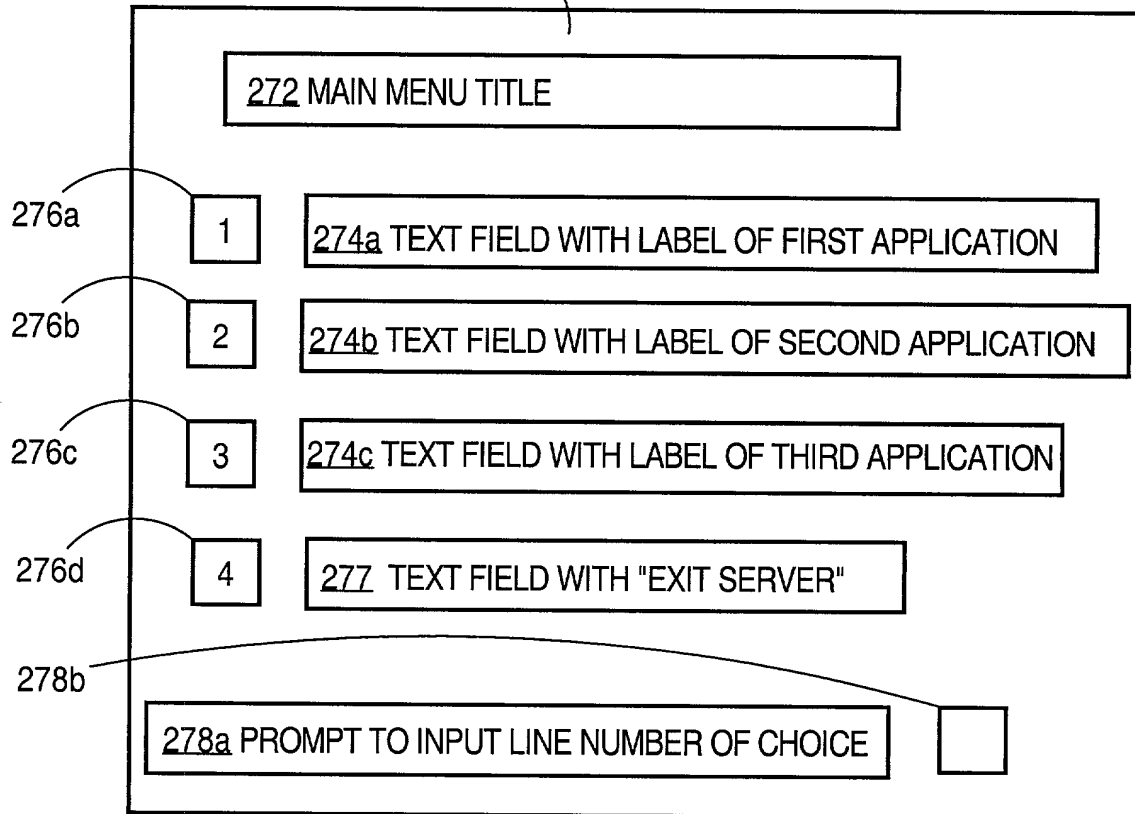 272 MAIN MENU TITLE
276a
1
274a TEXT FIELD WITH LABEL OF FIRST APPLICATION
276b
2
274b TEXT FIELD WITH LABEL OF SECOND APPLICATION
276c
3
274c TEXT FIELD WITH LABEL OF THIRD APPLICATION
276d
4
277 TEXT FIELD WITH "EXIT SERVER"
278b
278a PROMPT TO INPUT LINE NUMBER OF CHOICE